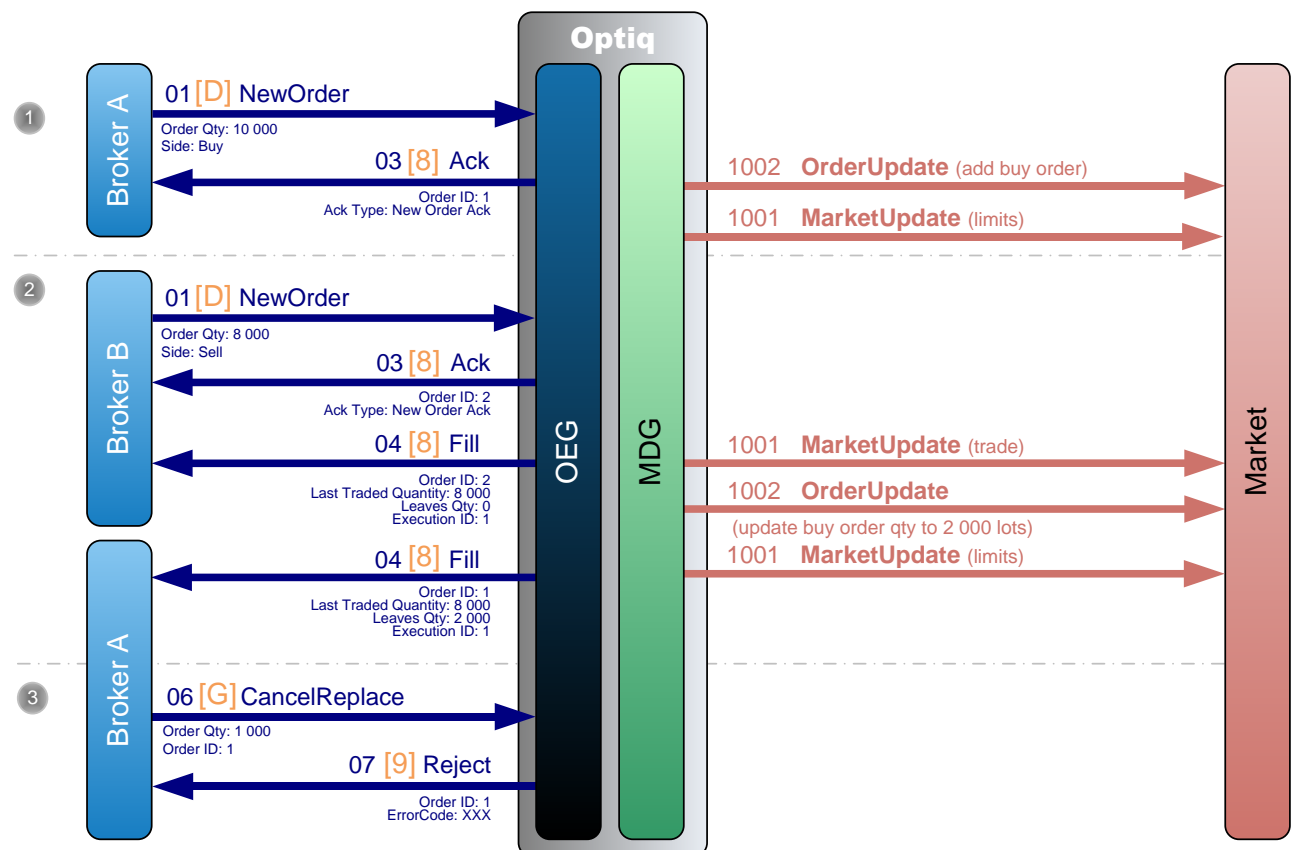 Optiq
1
Broker A
01 [D] NewOrder
Order Qty: 10 000
Side: Buy
03 [8] Ack
Order ID: 1
Ack Type: New Order Ack
1002 OrderUpdate (add buy order)
1001 MarketUpdate (limits)
2
Broker B
01 [D] NewOrder
Order Qty: 8 000
Side: Sell
03 [8] Ack
Order ID: 2
Ack Type: New Order Ack
04 [8] Fill
Order ID: 2
Last Traded Quantity: 8 000
Leaves Qty: 0
Execution ID: 1
OEG
MDG
1001 MarketUpdate (trade)
1002 OrderUpdate
(update buy order qty to 2 000 lots)
1001 MarketUpdate (limits)
Market
Broker A
04 [8] Fill
Order ID: 1
Last Traded Quantity: 8 000
Leaves Qty: 2 000
Execution ID: 1
3
06 [G] CancelReplace
Order Qty: 1 000
Order ID: 1
07 [9] Reject
Order ID: 1
ErrorCode: XXX